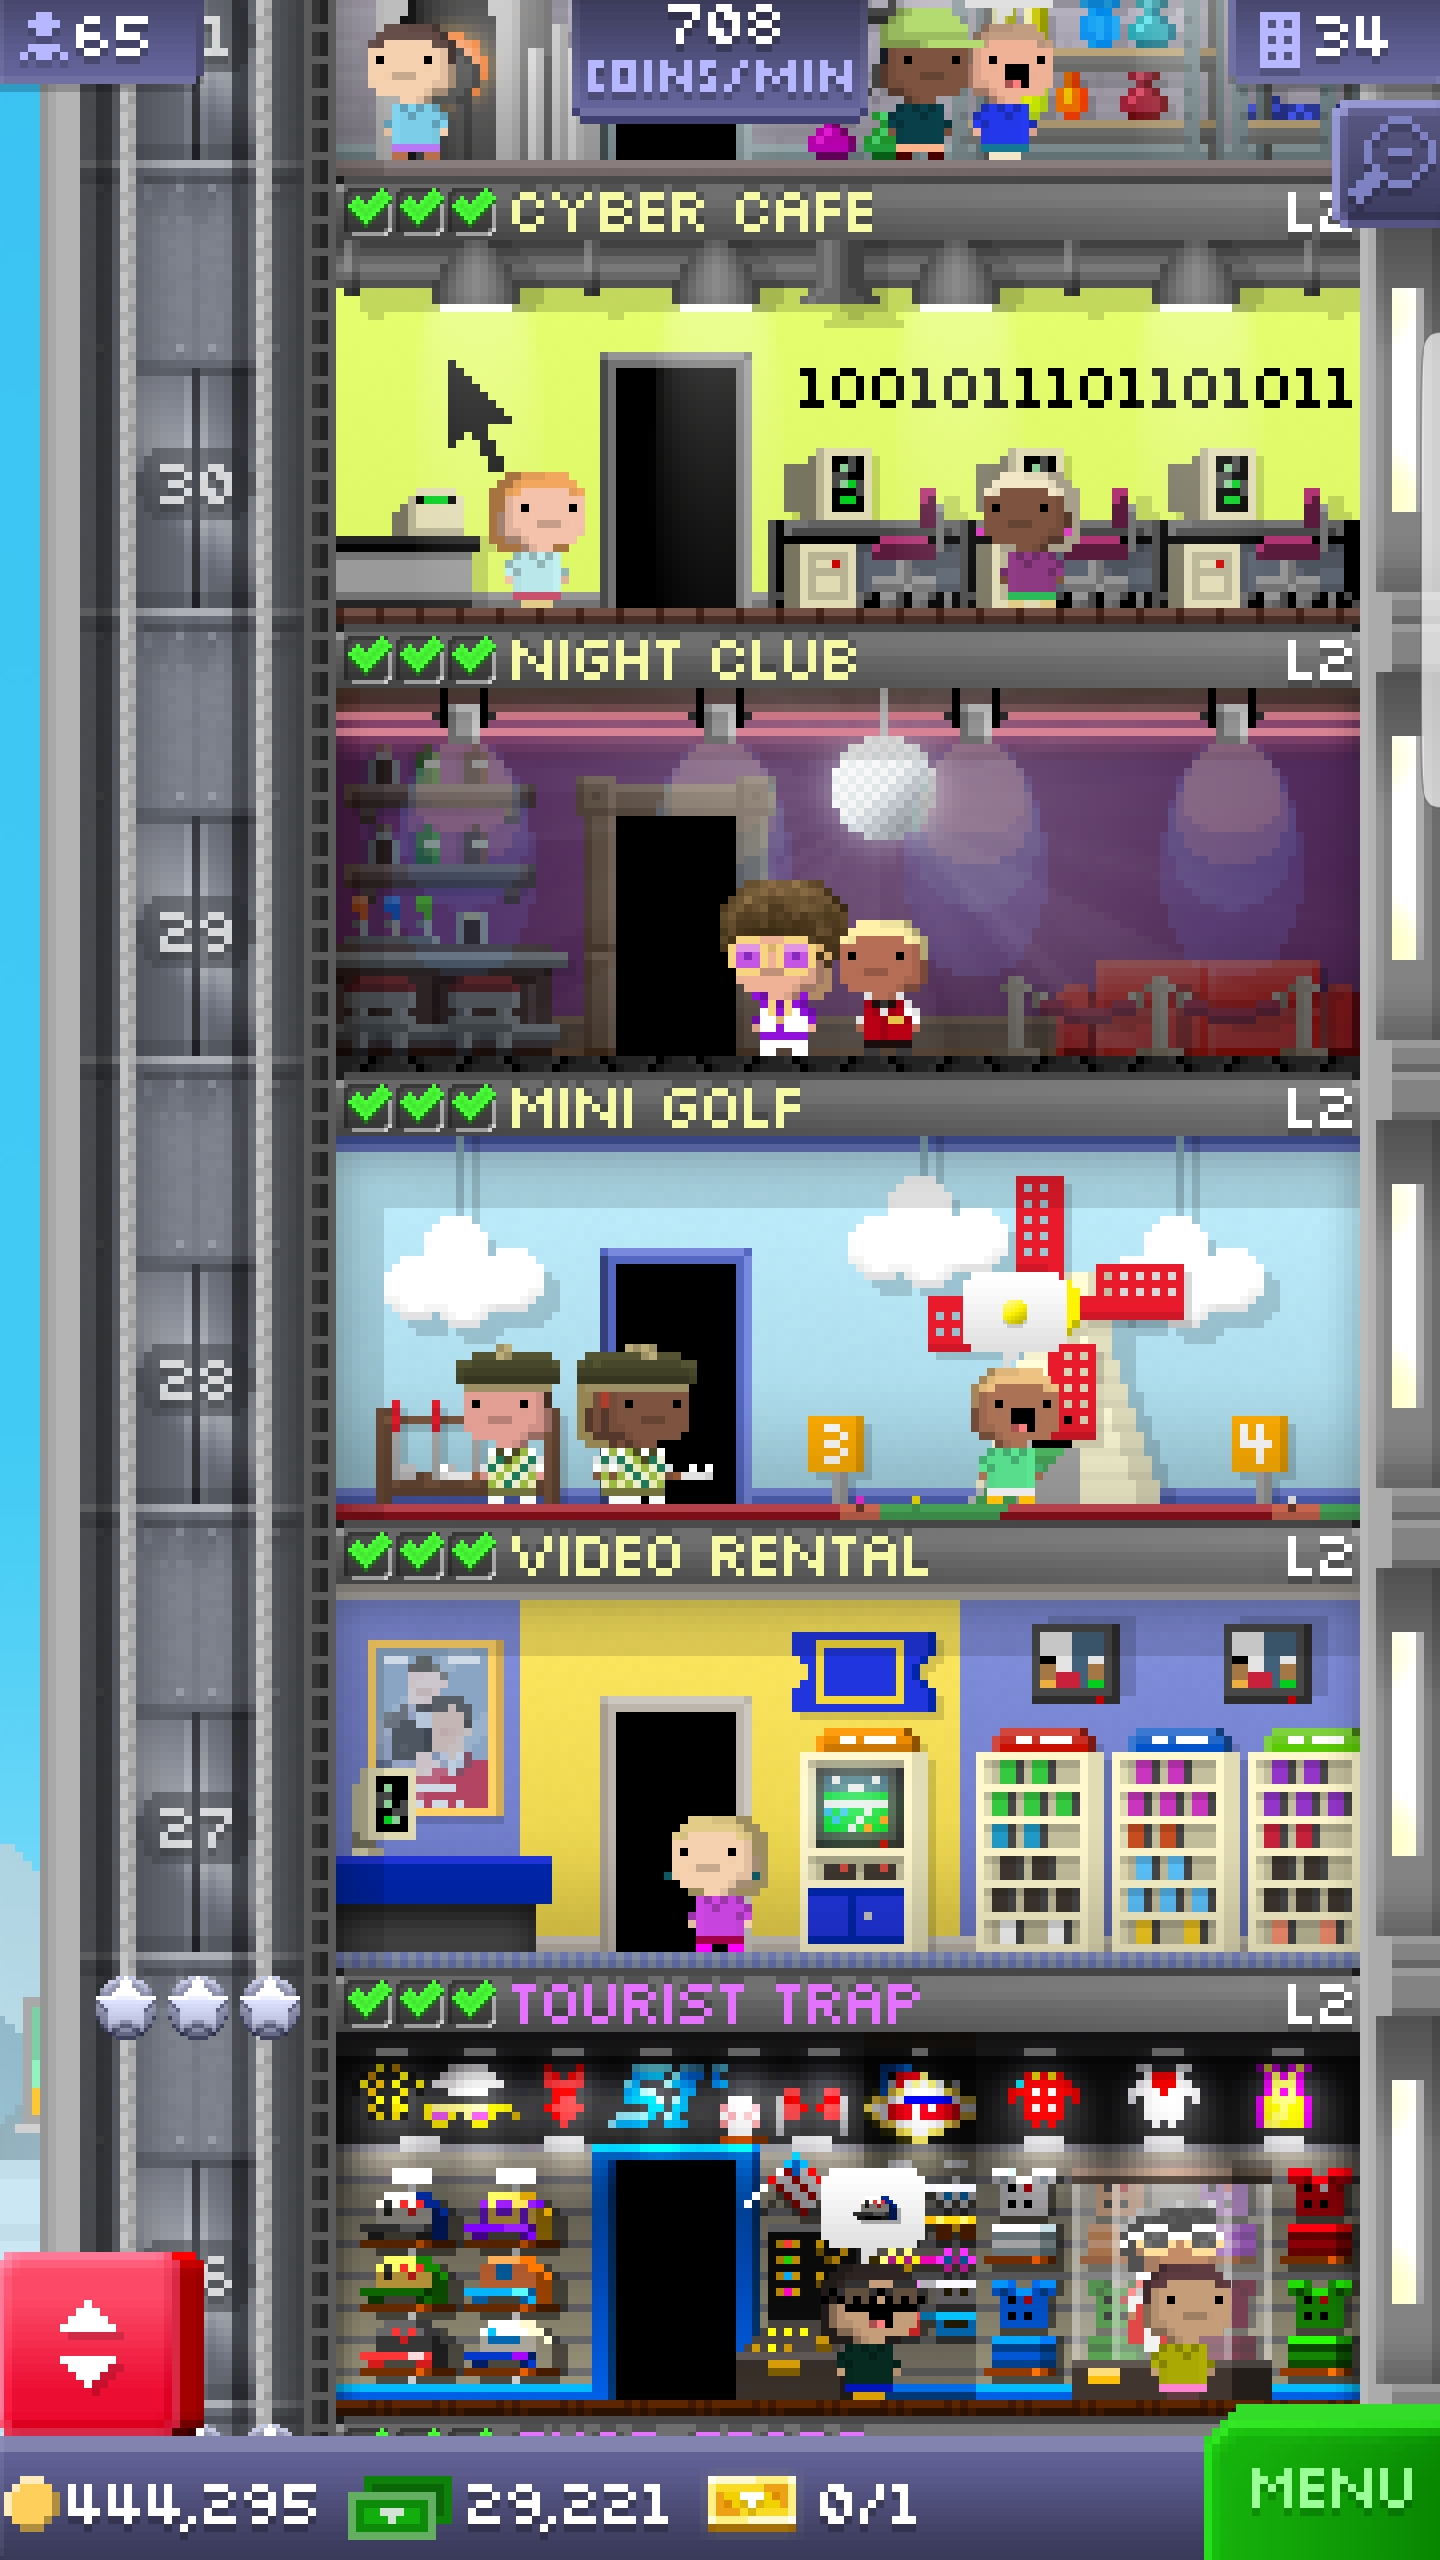 65
708
COINS/MIN
34
CYBER CAFE
100101110110101011
30
NIGHT CLUB L2
29
MINI GOLF L2
28
3
4
VIDEO RENTAL L2
27
TOURIST TRAP L2
444,295
29,221
0/1
MENU